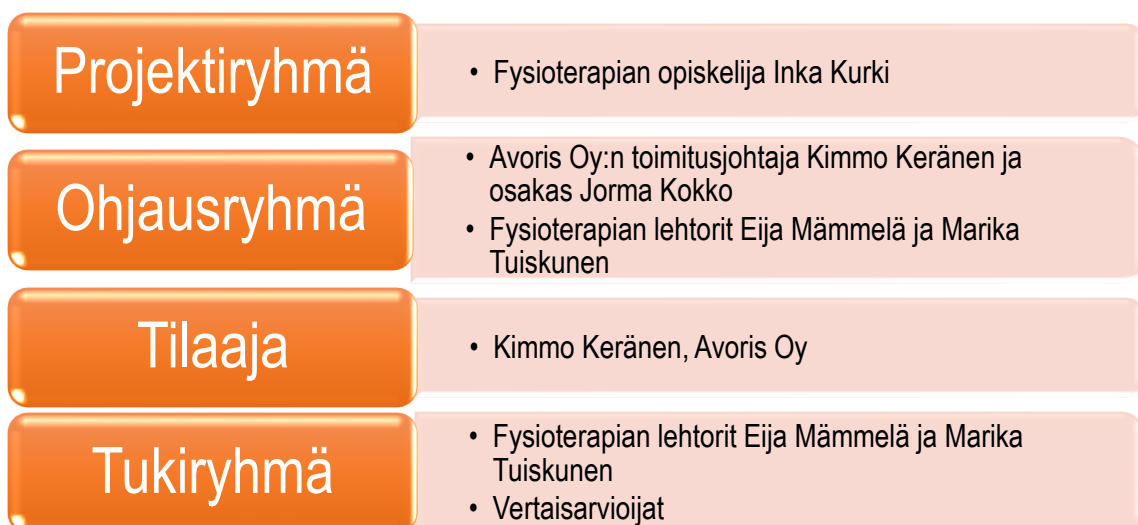 Projektiryhmä
• Fysioterapian opiskelija Inka Kurki
Ohjausryhmä
• Avoris Oy:n toimitusjohtaja Kimmo Keränen ja
osakas Jorma Kokko
• Fysioterapian lehtorit Eija Mämmelä ja Marika
Tuiskunen
Tilaaja
• Kimmo Keränen, Avoris Oy
Tukiryhmä
• Fysioterapian lehtorit Eija Mämmelä ja Marika
Tuiskunen
• Vertaisarvioijat